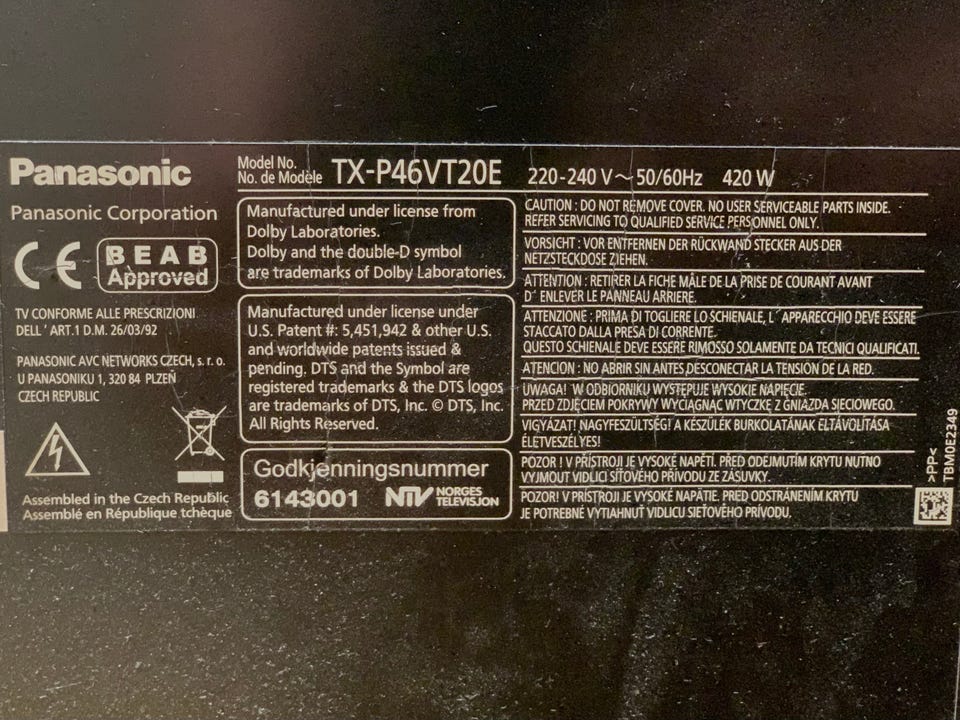 Panasonic
Model No.
No. de Modèle
TX-P46VT20E
220-240 V~ 50/60Hz 420 W
Panasonic Corporation
CE
BEAB
Approved
TV CONFORME ALLE PRESCRIZIONI
DELL' ART.1 D.M. 26/03/92
PANASONIC AVC NETWORKS CZECH, s. r. o.
U PANASONIKU 1, 320 84 PLZEŇ
CZECH REPUBLIC
Assembled in the Czech Republic
Assemblé en République tchèque
Manufactured under license from
Dolby Laboratories.
Dolby and the double-D symbol
are trademarks of Dolby Laboratories.
Manufactured under license under
U.S. Patent #: 5,451,942 & other U.S.
and worldwide patents issued &
pending. DTS and the Symbol are
registered trademarks & the DTS logos
are trademarks of DTS, Inc. © DTS, Inc.
All Rights Reserved.
Godkjenningsnummer
6143001
NTV NORGES
TELEVISJON
CAUTION : DO NOT REMOVE COVER. NO USER SERVICEABLE PARTS INSIDE.
REFER SERVICING TO QUALIFIED SERVICE PERSONNEL ONLY.
VORSICHT : VOR ENTFERNEN DER RÜCKWAND STECKER AUS DER
NETZSTECKDOSE ZIEHEN.
ATTENTION : RETIRER LA FICHE MÂLE DE LA PRISE DE COURANT AVANT
D' ENLEVER LE PANNEAU ARRIERE.
ATTENZIONE : PRIMA DI TOGLIERE LO SCHIENALE, L' APPARECCHIO DEVE ESSERE
STACCATO DALLA PRESA DI CORRENTE.
QUESTO SCHIENALE DEVE ESSERE RIMOSSO SOLAMENTE DA TECNICI QUALIFICATI.
ATENCION : NO ABRIR SIN ANTES DESCONECTAR LA TENSIÓN DE LA RED.
UWAGA! W ODBIORNIKU WYSTĘPUJE WYSOKIE NAPIĘCIE.
PRZED ZDJĘCIEM POKRYWY WYCIĄGNĄĆ WTYCZKĘ Z GNIAZDA SIECIOWEGO.
VIGYÁZAT! NAGYFESZÜLTSÉG! A KÉSZÜLÉK BURKOLATÁNAK ELTÁVOLÍTÁSA
ÉLETVESZÉLYES!
POZOR ! V PŘÍSTROJI JE VYSOKÉ NAPĚTÍ. PŘED ODEJMUTÍM KRYTU NUTNO
VYJMOUT VIDLICI SÍŤOVÉHO PŘÍVODU ZE ZÁSUVKY.
POZOR! V PRÍSTROJI JE VYSOKÉ NAPÄTIE. PRED ODSTRÁNENÍM KRYTU
JE POTREBNÉ VYTIAHNUŤ VIDLICU SIEŤOVÉHO PRÍVODU.
>PP<
TBM0E2349